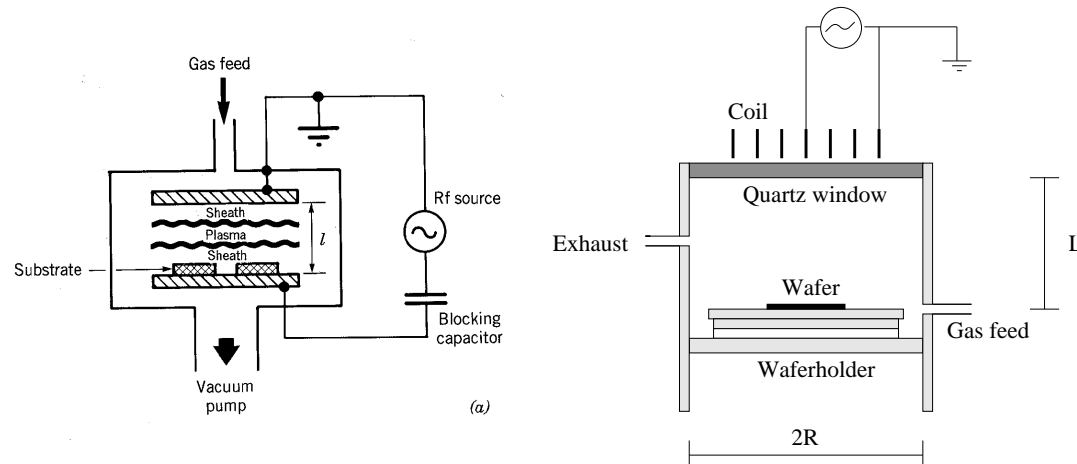 Gas feed
Sheath
Plasma
Sheath
l
Substrate
Rf source
Blocking
capacitor
Vacuum
pump
(a)
Coil
Quartz window
Exhaust
L
Wafer
Gas feed
Waferholder
2R